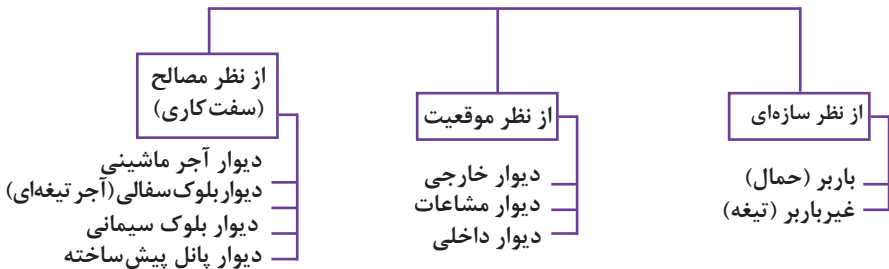 از نظر سازه‌ای
باربر (حمال)
غیرباربر (تیغه)
از نظر موقعیت
دیوار خارجی
دیوار مشاعات
دیوار داخلی
از نظر مصالح
(سفت‌کاری)
دیوار آجر ماشینی
دیوار بلوک سفالی (آجر تیغه‌ای)
دیوار بلوک سیمانی
دیوار پانل پیش‌ساخته